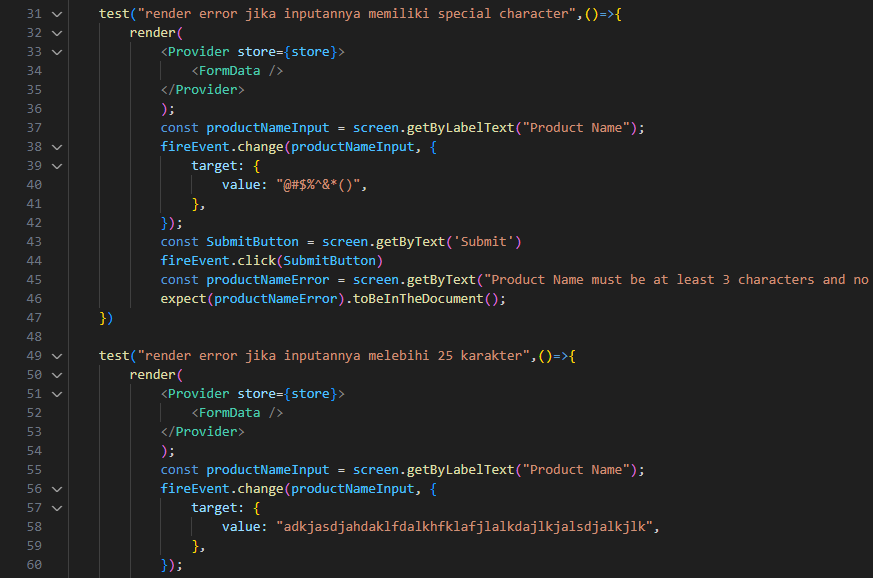 31 test("render error jika inputannya memiliki special character",()=>{
32 render(
33 <Provider store={store}>
34 <FormData />
35 </Provider>
36 );
37 const productNameInput = screen.getByLabelText("Product Name");
38 fireEvent.change(productNameInput, {
39 target: {
40 value: "@#$%^&*()",
41 },
42 });
43 const SubmitButton = screen.getByText('Submit')
44 fireEvent.click(SubmitButton)
45 const productNameError = screen.getByText("Product Name must be at least 3 characters and no
46 expect(productNameError).toBeInTheDocument();
47 })
48
49 test("render error jika inputannya melebihi 25 karakter",()=>{
50 render(
51 <Provider store={store}>
52 <FormData />
53 </Provider>
54 );
55 const productNameInput = screen.getByLabelText("Product Name");
56 fireEvent.change(productNameInput, {
57 target: {
58 value: "adkjasdjahdaklfdalkhfklafjlalkdajlkjalsdjalkjlk",
59 },
60 });